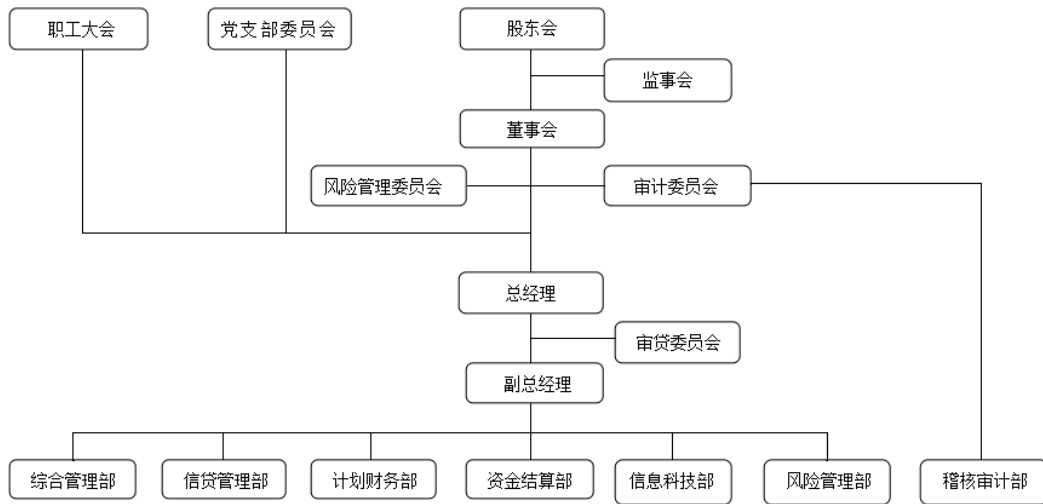 职工大会
党支部委员会
股东会
监事会
董事会
风险管理委员会
审计委员会
总经理
审贷委员会
副总经理
综合管理部
信贷管理部
计划财务部
资金结算部
信息科技部
风险管理部
稽核审计部